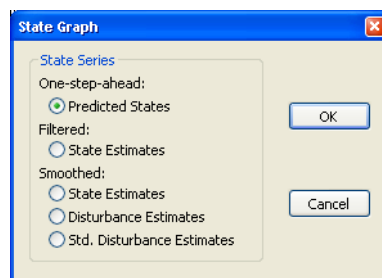 State Graph
State Series
One-step-ahead:
Predicted States
Filtered:
State Estimates
Smoothed:
State Estimates
Disturbance Estimates
Std. Disturbance Estimates
OK
Cancel